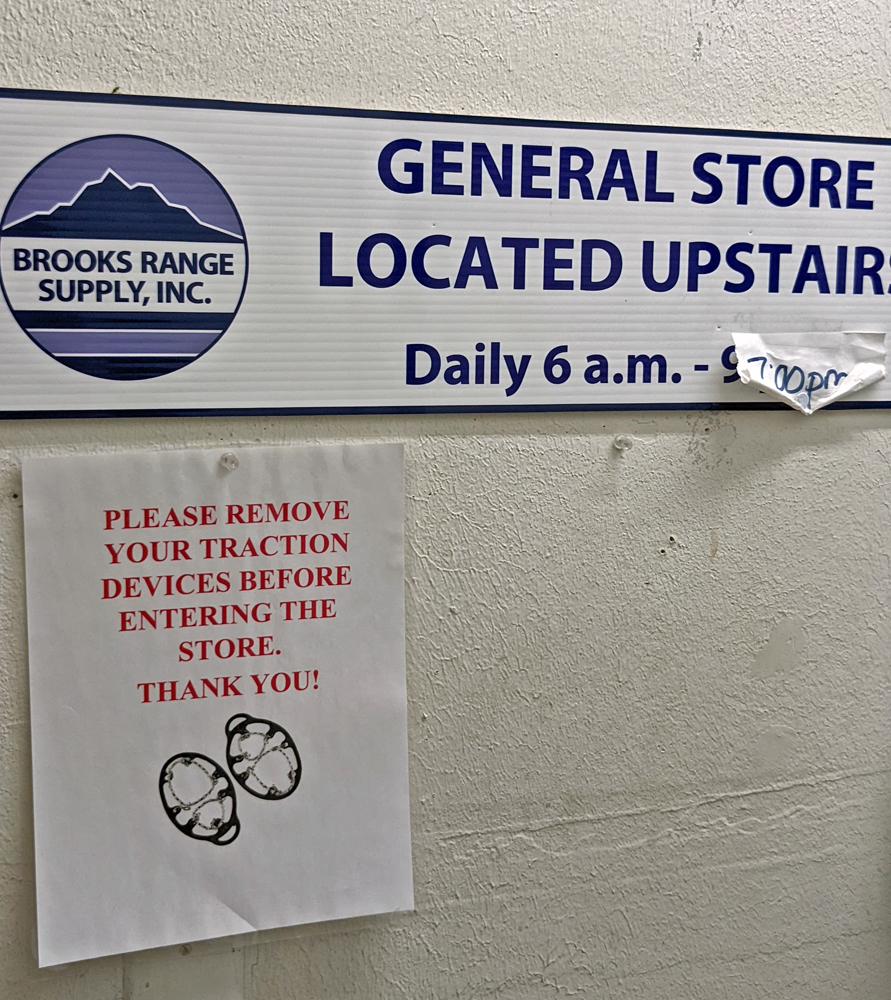 BROOKS RANGE
SUPPLY, INC.
GENERAL STORE
LOCATED UPSTAIRS
Daily 6 a.m. - 9
7:00pm
PLEASE REMOVE
YOUR TRACTION
DEVICES BEFORE
ENTERING THE
STORE.
THANK YOU!